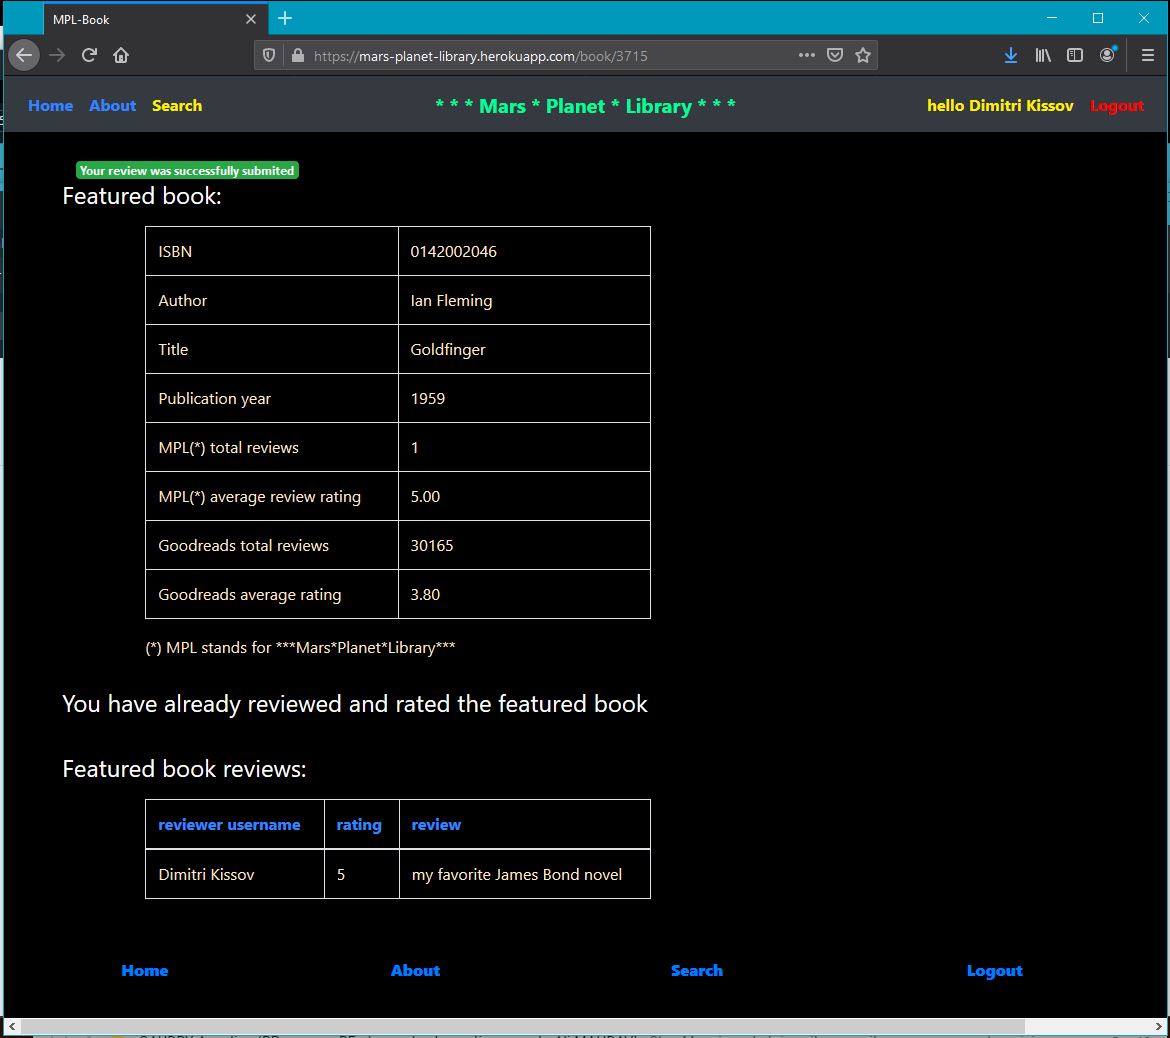 MPL-Book
https://mars-planet-library.herokuapp.com/book/3715
Home About Search * * * Mars * Planet * Library * * * hello Dimitri Kissov Logout
Your review was successfully submited
Featured book:
ISBN 0142002046
Author Ian Fleming
Title Goldfinger
Publication year 1959
MPL(*) total reviews 1
MPL(*) average review rating 5.00
Goodreads total reviews 30165
Goodreads average rating 3.80
(*) MPL stands for ***Mars*Planet*Library***
You have already reviewed and rated the featured book
Featured book reviews:
reviewer username rating review
Dimitri Kissov 5 my favorite James Bond novel
Home About Search Logout